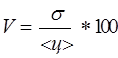 V = σ / <ц> * 100